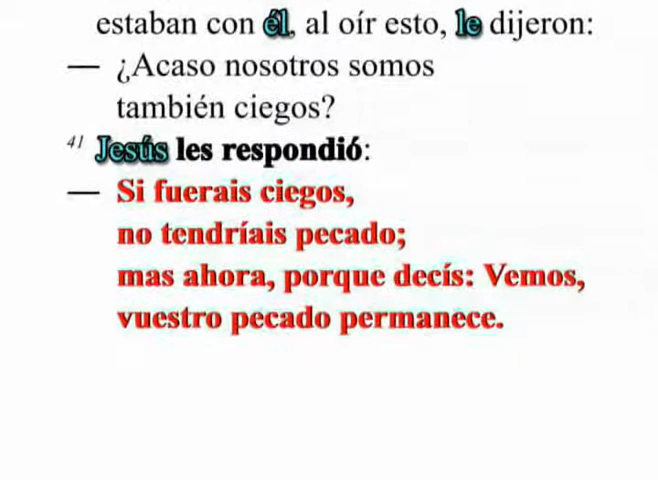 estaban con él, al oír esto, le dijeron:
— ¿Acaso nosotros somos
también ciegos?
41 Jesús les respondió:
— Si fuerais ciegos,
no tendríais pecado;
mas ahora, porque decís: Vemos,
vuestro pecado permanece.